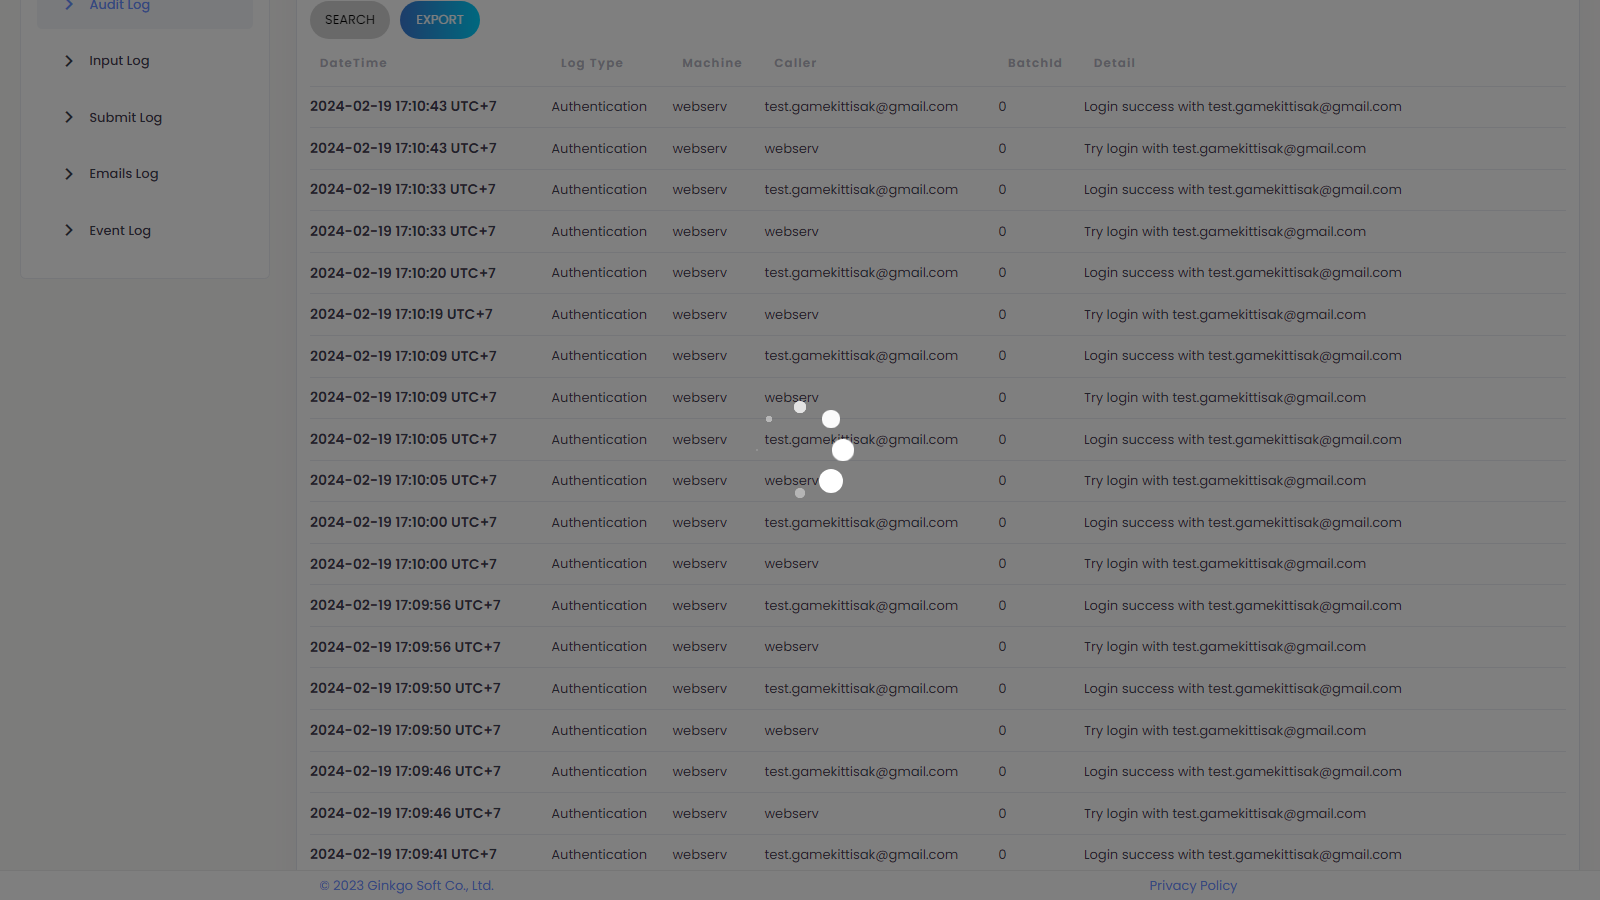 Audit Log
Input Log
Submit Log
Emails Log
Event Log
SEARCH EXPORT
DateTime Log Type Machine Caller BatchId Detail
2024-02-19 17:10:43 UTC+7 Authentication webserv test.gamekittisak@gmail.com 0 Login success with test.gamekittisak@gmail.com
2024-02-19 17:10:43 UTC+7 Authentication webserv webserv 0 Try login with test.gamekittisak@gmail.com
2024-02-19 17:10:33 UTC+7 Authentication webserv test.gamekittisak@gmail.com 0 Login success with test.gamekittisak@gmail.com
2024-02-19 17:10:33 UTC+7 Authentication webserv webserv 0 Try login with test.gamekittisak@gmail.com
2024-02-19 17:10:20 UTC+7 Authentication webserv test.gamekittisak@gmail.com 0 Login success with test.gamekittisak@gmail.com
2024-02-19 17:10:19 UTC+7 Authentication webserv webserv 0 Try login with test.gamekittisak@gmail.com
2024-02-19 17:10:09 UTC+7 Authentication webserv test.gamekittisak@gmail.com 0 Login success with test.gamekittisak@gmail.com
2024-02-19 17:10:09 UTC+7 Authentication webserv webserv 0 Try login with test.gamekittisak@gmail.com
2024-02-19 17:10:05 UTC+7 Authentication webserv test.gamekittisak@gmail.com 0 Login success with test.gamekittisak@gmail.com
2024-02-19 17:10:05 UTC+7 Authentication webserv webserv 0 Try login with test.gamekittisak@gmail.com
2024-02-19 17:10:00 UTC+7 Authentication webserv test.gamekittisak@gmail.com 0 Login success with test.gamekittisak@gmail.com
2024-02-19 17:10:00 UTC+7 Authentication webserv webserv 0 Try login with test.gamekittisak@gmail.com
2024-02-19 17:09:56 UTC+7 Authentication webserv test.gamekittisak@gmail.com 0 Login success with test.gamekittisak@gmail.com
2024-02-19 17:09:56 UTC+7 Authentication webserv webserv 0 Try login with test.gamekittisak@gmail.com
2024-02-19 17:09:50 UTC+7 Authentication webserv test.gamekittisak@gmail.com 0 Login success with test.gamekittisak@gmail.com
2024-02-19 17:09:50 UTC+7 Authentication webserv webserv 0 Try login with test.gamekittisak@gmail.com
2024-02-19 17:09:46 UTC+7 Authentication webserv test.gamekittisak@gmail.com 0 Login success with test.gamekittisak@gmail.com
2024-02-19 17:09:46 UTC+7 Authentication webserv webserv 0 Try login with test.gamekittisak@gmail.com
2024-02-19 17:09:41 UTC+7 Authentication webserv test.gamekittisak@gmail.com 0 Login success with test.gamekittisak@gmail.com
© 2023 Ginkgo Soft Co., Ltd. Privacy Policy